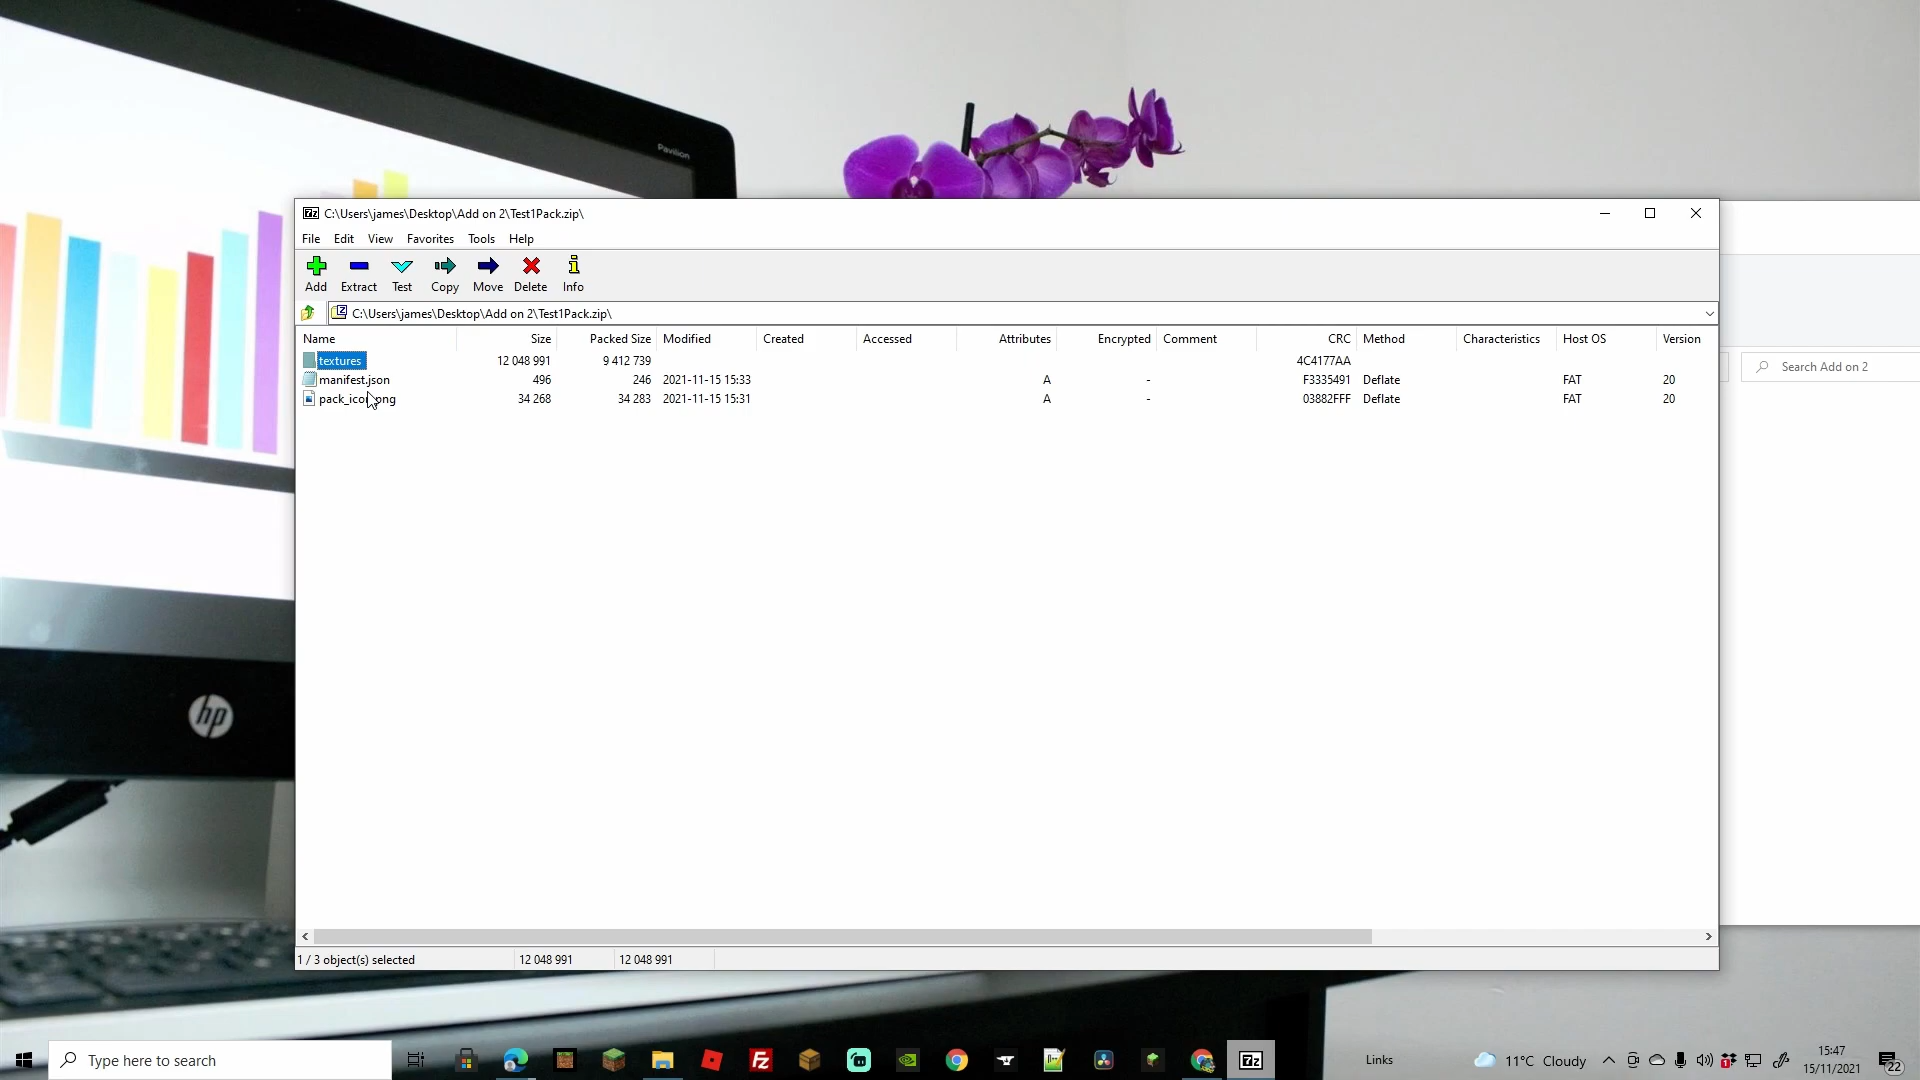 Pavilion
C:\Users\james\Desktop\Add on 2\Test1Pack.zip\
File Edit View Favorites Tools Help
Add Extract Test Copy Move Delete Info
C:\Users\james\Desktop\Add on 2\Test1Pack.zip\
Search Add on 2
Name Size Packed Size Modified Created Accessed Attributes Encrypted Comment CRC Method Characteristics Host OS Version
textures 12 048 991 9 412 739 4C4177AA
manifest.json 496 246 2021-11-15 15:33 A - F3335491 Deflate FAT 20
pack_icon.png 34 268 34 283 2021-11-15 15:31 A - 03882FFF Deflate FAT 20
hp
1 / 3 object(s) selected 12 048 991 12 048 991
Type here to search
Links
11°C Cloudy
15:47
15/11/2021
22